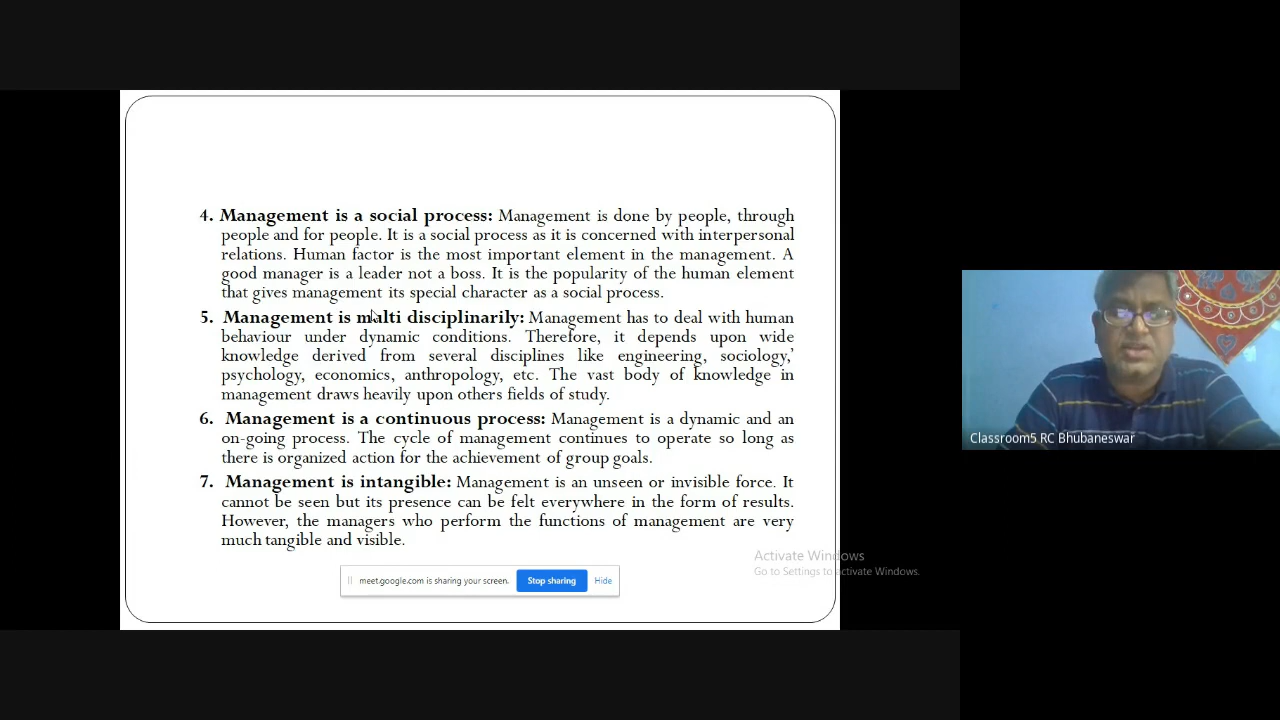 4. Management is a social process: Management is done by people, through
people and for people. It is a social process as it is concerned with interpersonal
relations. Human factor is the most important element in the management. A
good manager is a leader not a boss. It is the popularity of the human element
that gives management its special character as a social process.
5. Management is multi disciplinarily: Management has to deal with human
behaviour under dynamic conditions. Therefore, it depends upon wide
knowledge derived from several disciplines like engineering, sociology,’
psychology, economics, anthropology, etc. The vast body of knowledge in
management draws heavily upon others fields of study.
6. Management is a continuous process: Management is a dynamic and an
on-going process. The cycle of management continues to operate so long as
there is organized action for the achievement of group goals.
7. Management is intangible: Management is an unseen or invisible force. It
cannot be seen but its presence can be felt everywhere in the form of results.
However, the managers who perform the functions of management are very
much tangible and visible.
meet.google.com is sharing your screen. Stop sharing Hide
Activate Windows
Go to Settings to activate Windows.
Classroom5 RC Bhubaneswar